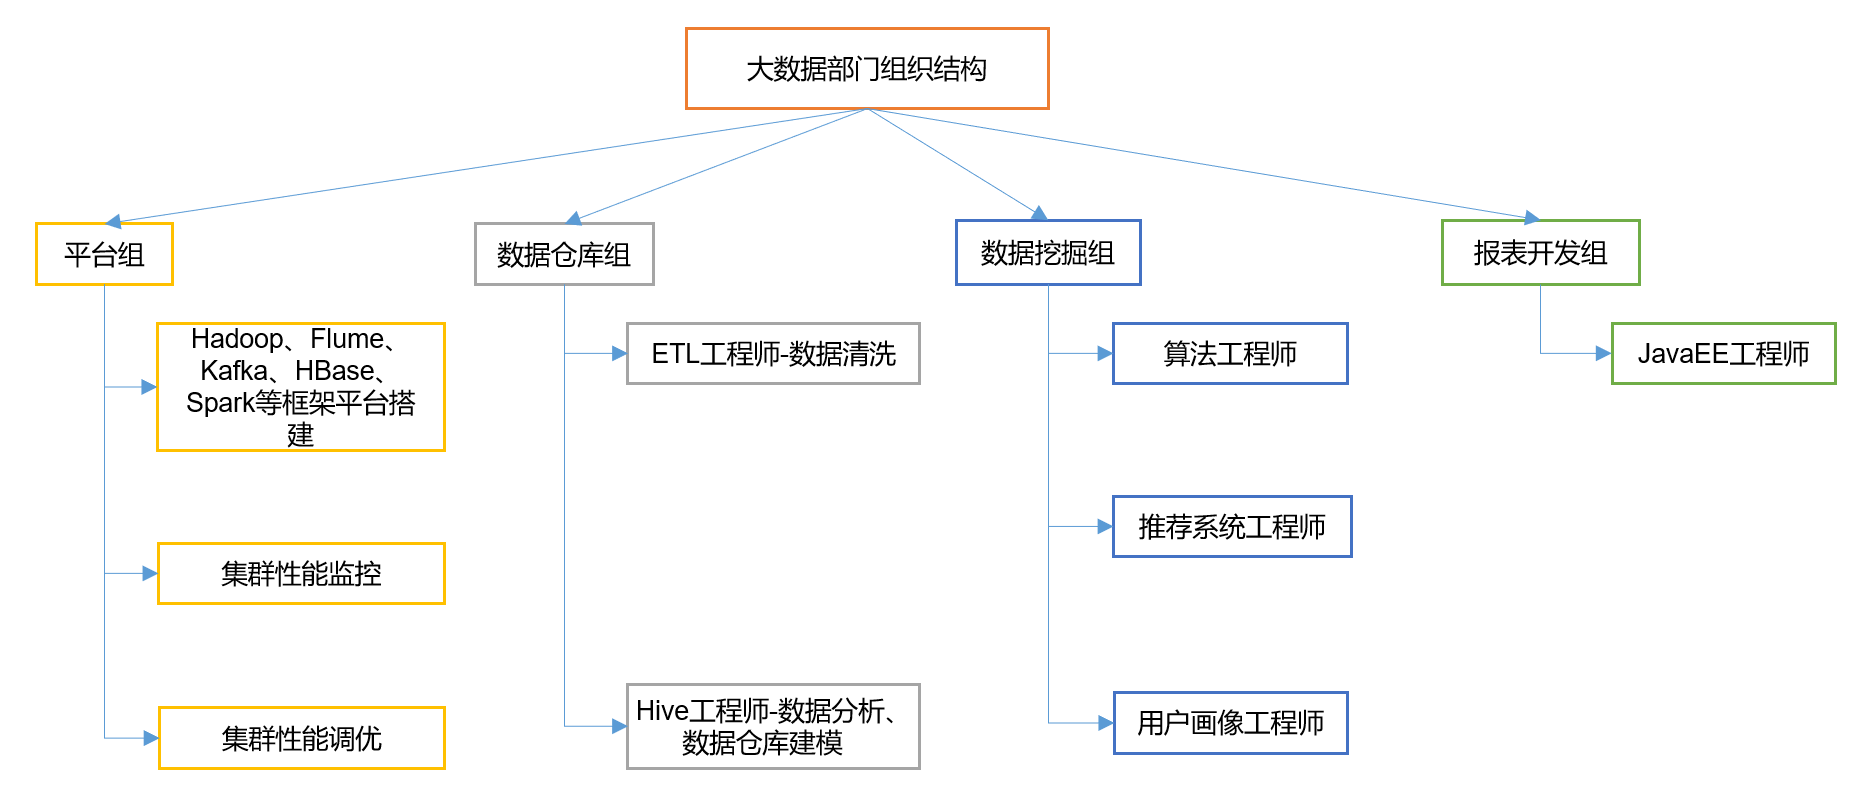 大数据部门组织结构
平台组
数据仓库组
数据挖掘组
报表开发组
Hadoop、Flume、
Kafka、HBase、
Spark等框架平台搭
建
ETL工程师-数据清洗
算法工程师
JavaEE工程师
推荐系统工程师
集群性能监控
集群性能调优
Hive工程师-数据分析、
数据仓库建模
用户画像工程师